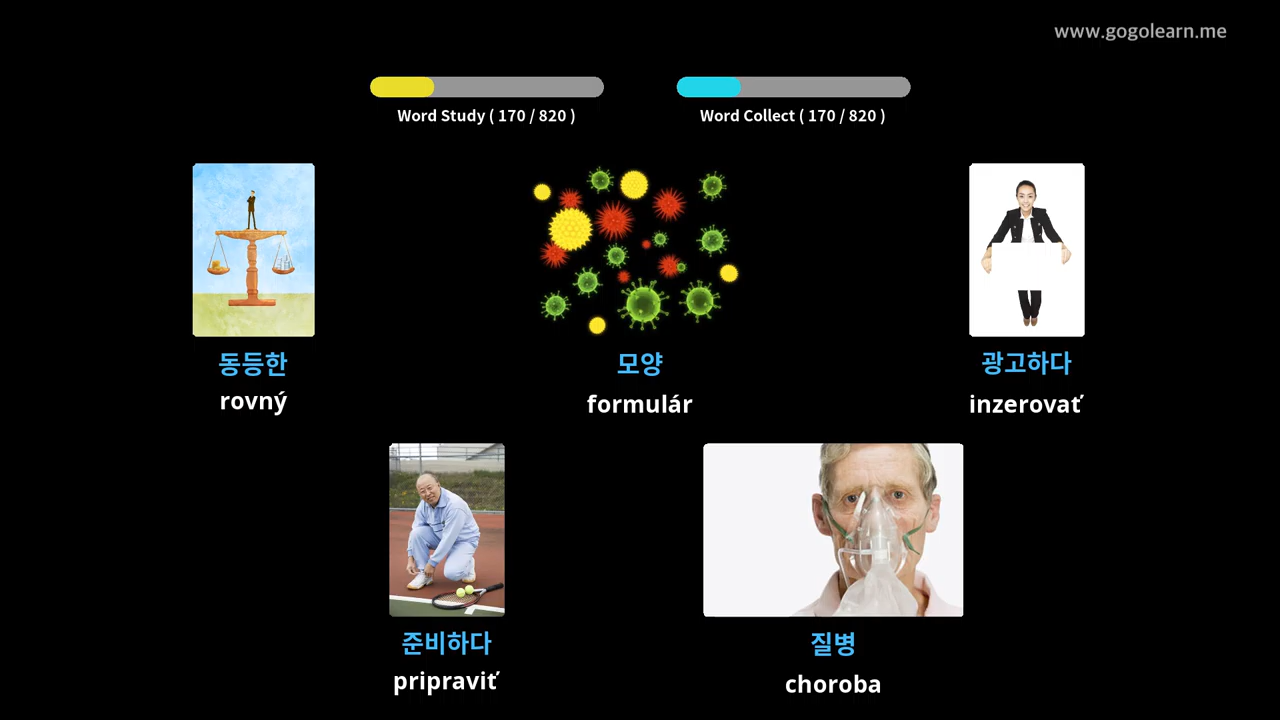 www.gogolearn.me
Word Study ( 170 / 820 )
Word Collect ( 170 / 820 )
동등한
rovný
모양
formulár
광고하다
inzerovať
준비하다
pripraviť
질병
choroba